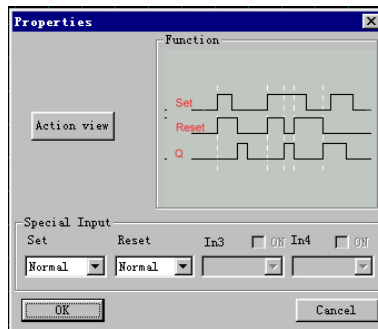 Properties
Function
Set
Reset
Q
Action view
Special Input
Set Reset In3 ON In4 ON
Normal Normal
OK Cancel